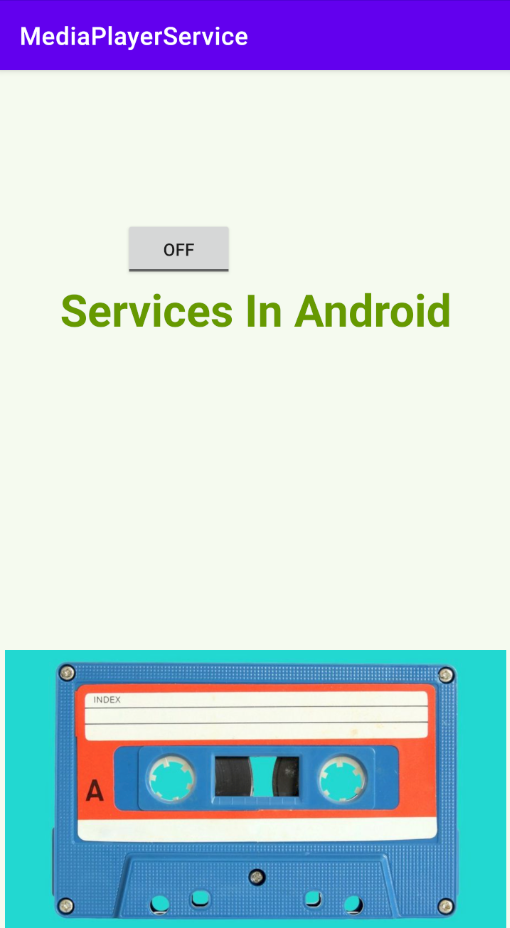 MediaPlayerService
OFF
Services In Android
INDEX
A